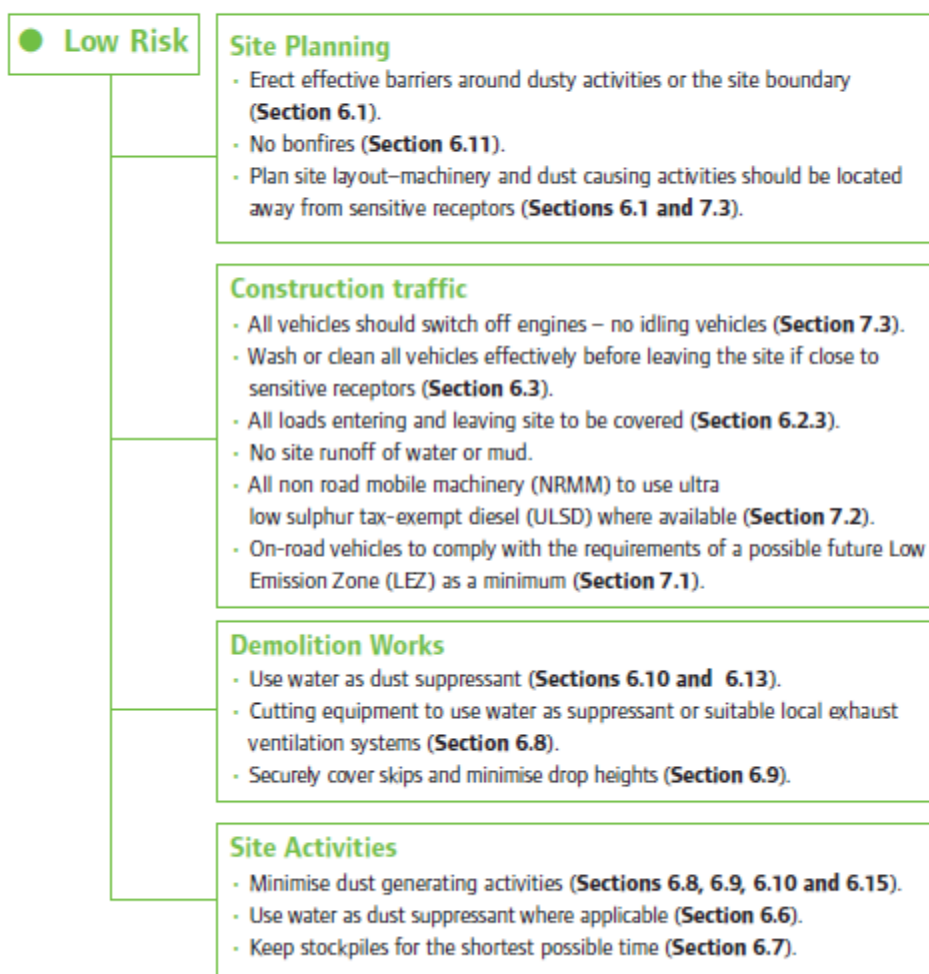 Low Risk
Site Planning
· Erect effective barriers around dusty activities or the site boundary
(Section 6.1).
· No bonfires (Section 6.11).
· Plan site layout–machinery and dust causing activities should be located
away from sensitive receptors (Sections 6.1 and 7.3).
Construction traffic
· All vehicles should switch off engines – no idling vehicles (Section 7.3).
· Wash or clean all vehicles effectively before leaving the site if close to
sensitive receptors (Section 6.3).
· All loads entering and leaving site to be covered (Section 6.2.3).
· No site runoff of water or mud.
· All non road mobile machinery (NRMM) to use ultra
low sulphur tax-exempt diesel (ULSD) where available (Section 7.2).
· On-road vehicles to comply with the requirements of a possible future Low
Emission Zone (LEZ) as a minimum (Section 7.1).
Demolition Works
· Use water as dust suppressant (Sections 6.10 and 6.13).
· Cutting equipment to use water as suppressant or suitable local exhaust
ventilation systems (Section 6.8).
· Securely cover skips and minimise drop heights (Section 6.9).
Site Activities
· Minimise dust generating activities (Sections 6.8, 6.9, 6.10 and 6.15).
· Use water as dust suppressant where applicable (Section 6.6).
· Keep stockpiles for the shortest possible time (Section 6.7).